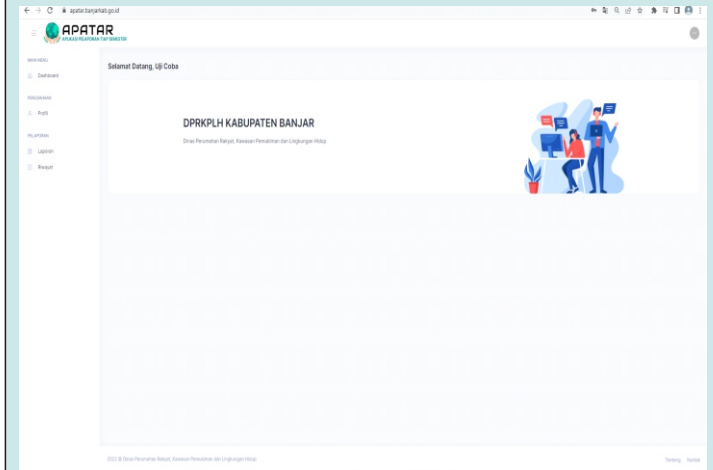 apatar.banjarkab.go.id
APATAR
APLIKASI PELAPORAN TIAP SEMESTER
MAIN MENU
Dashboard
PENGGUNAAN
Profil
PELAPORAN
Laporan
Riwayat
Selamat Datang, Uji Coba
DPRKPLH KABUPATEN BANJAR
Dinas Perumahan Rakyat, Kawasan Permukiman dan Lingkungan Hidup
2022 © Dinas Perumahan Rakyat, Kawasan Permukiman dan Lingkungan Hidup
Tentang Kontak